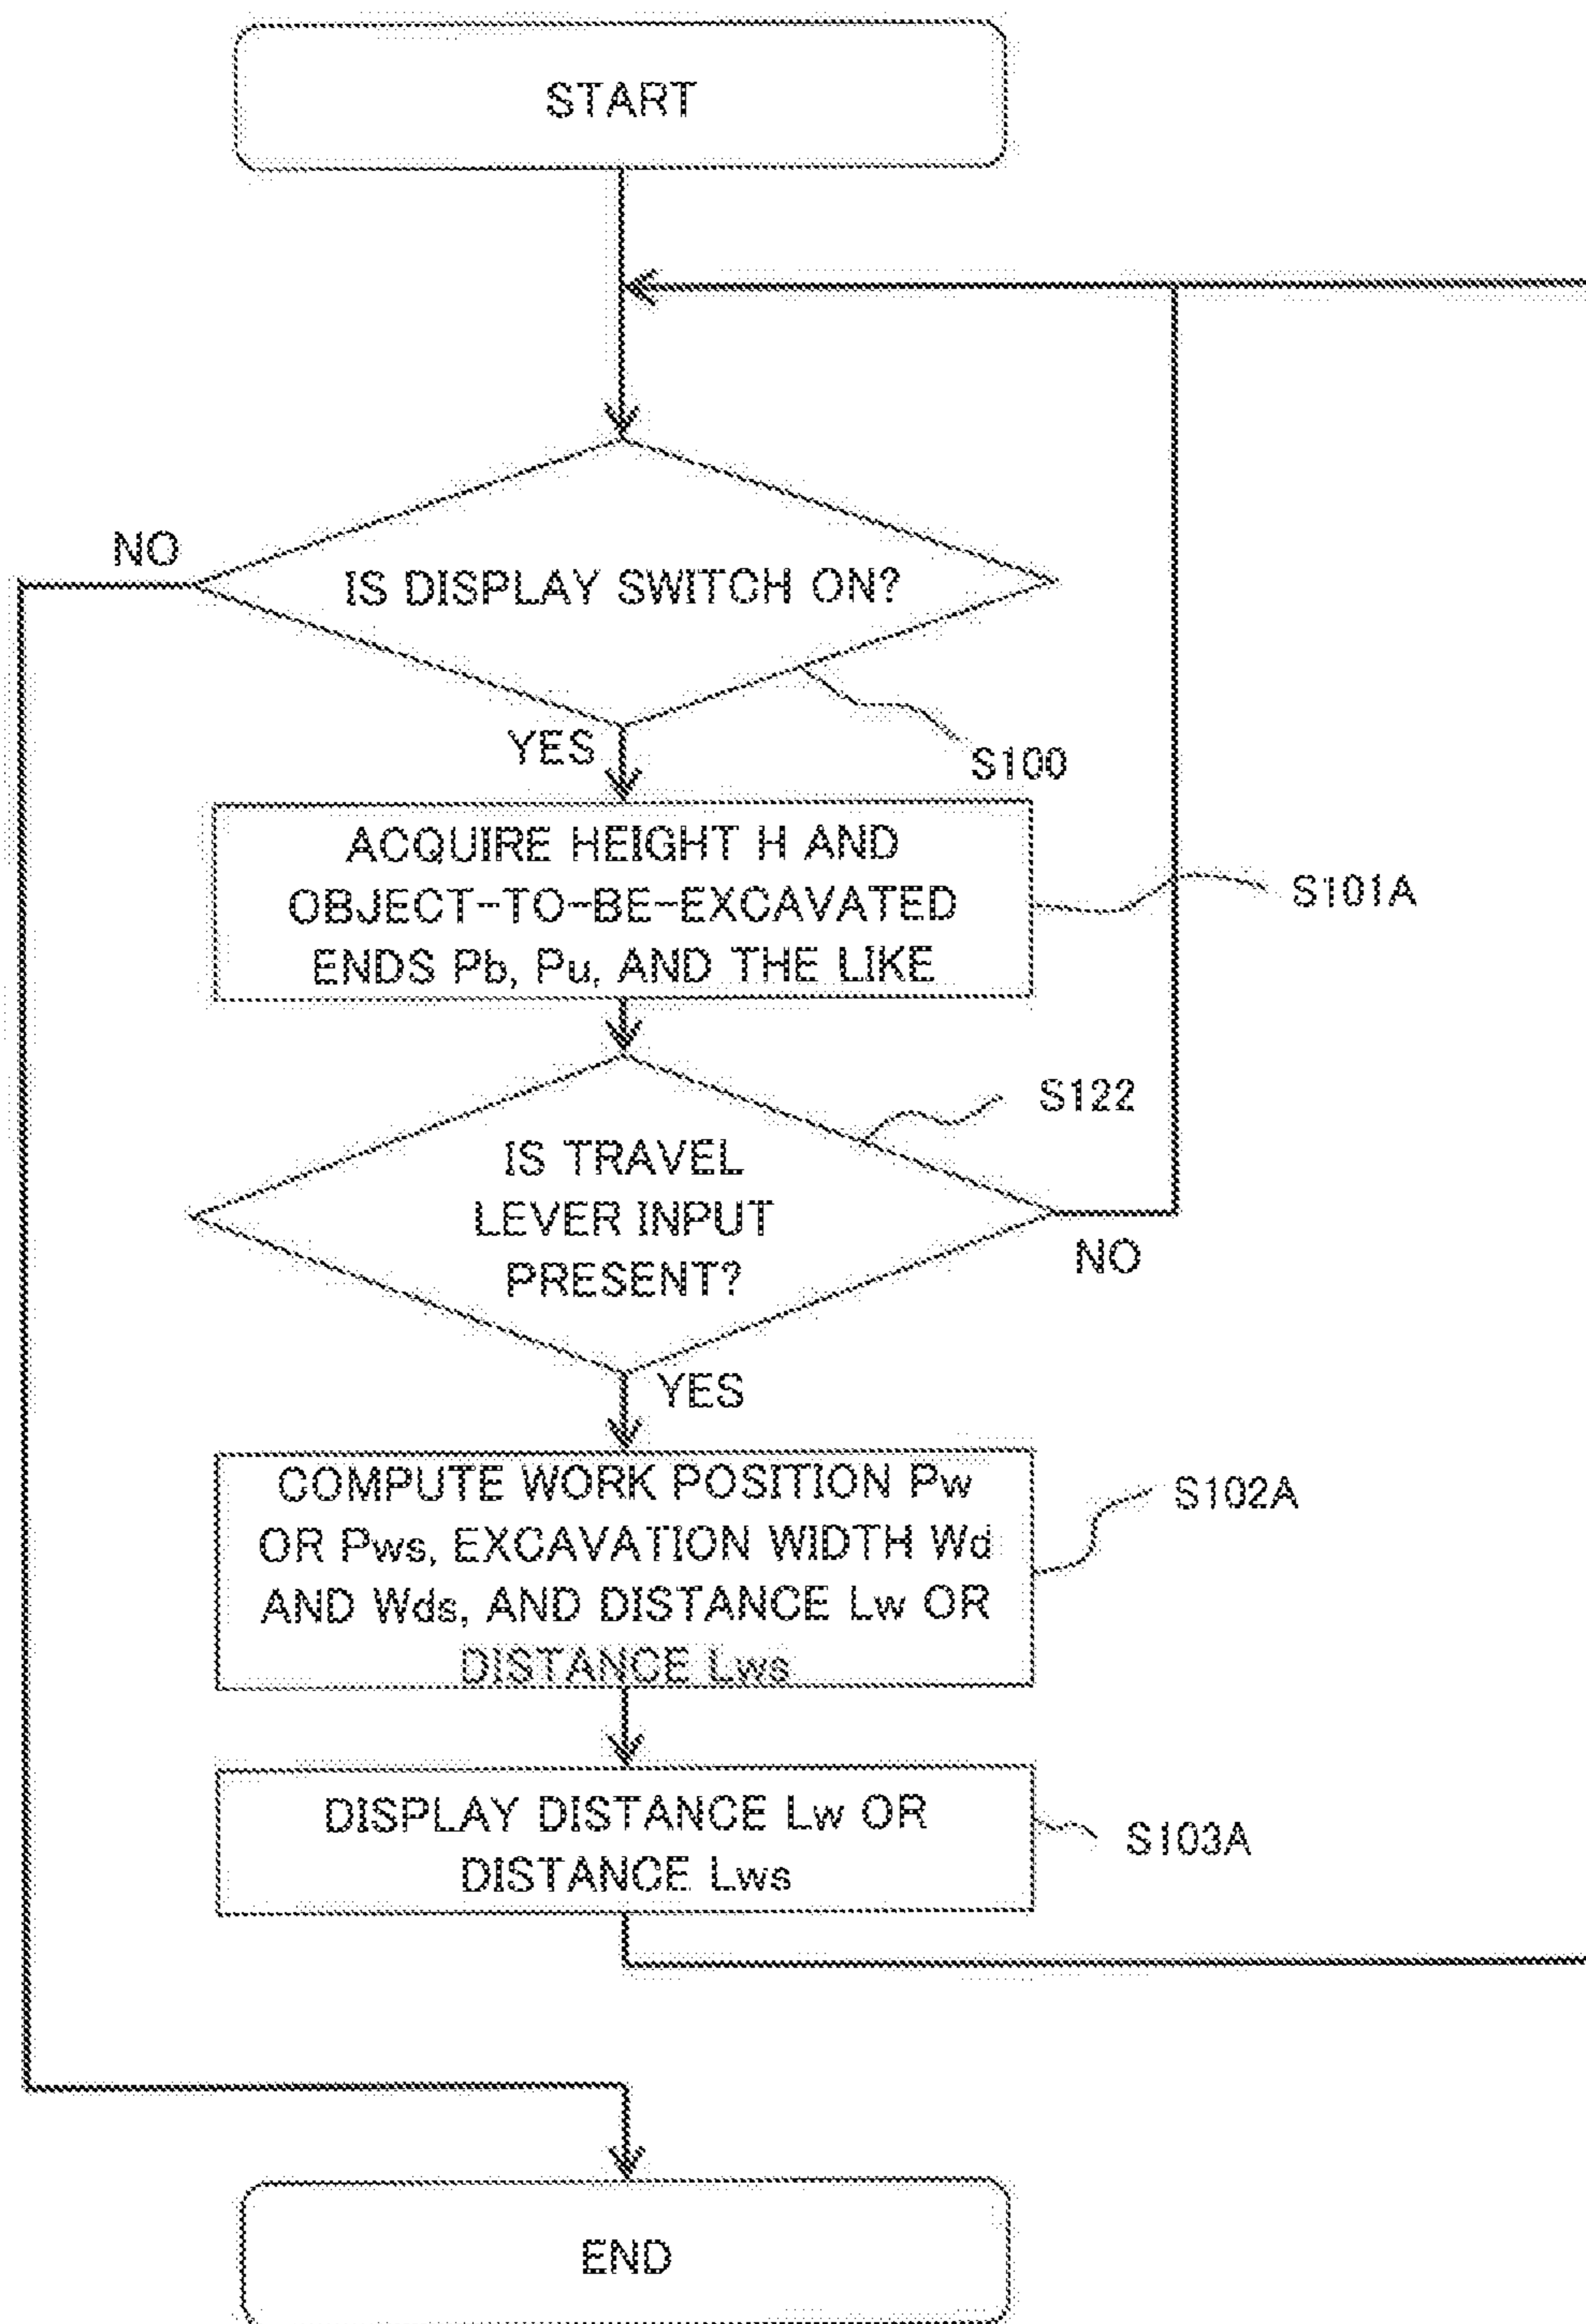 START
NO
IS DISPLAY SWITCH ON?
YES
S100
ACQUIRE HEIGHT H AND
OBJECT-TO-BE-EXCAVATED
ENDS Pb, Pu, AND THE LIKE
S101A
S122
IS TRAVEL
LEVER INPUT
PRESENT?
NO
YES
COMPUTE WORK POSITION Pw
OR Pws, EXCAVATION WIDTH Wd
AND Wds, AND DISTANCE Lw OR
DISTANCE Lws
S102A
DISPLAY DISTANCE Lw OR
DISTANCE Lws
S103A
END